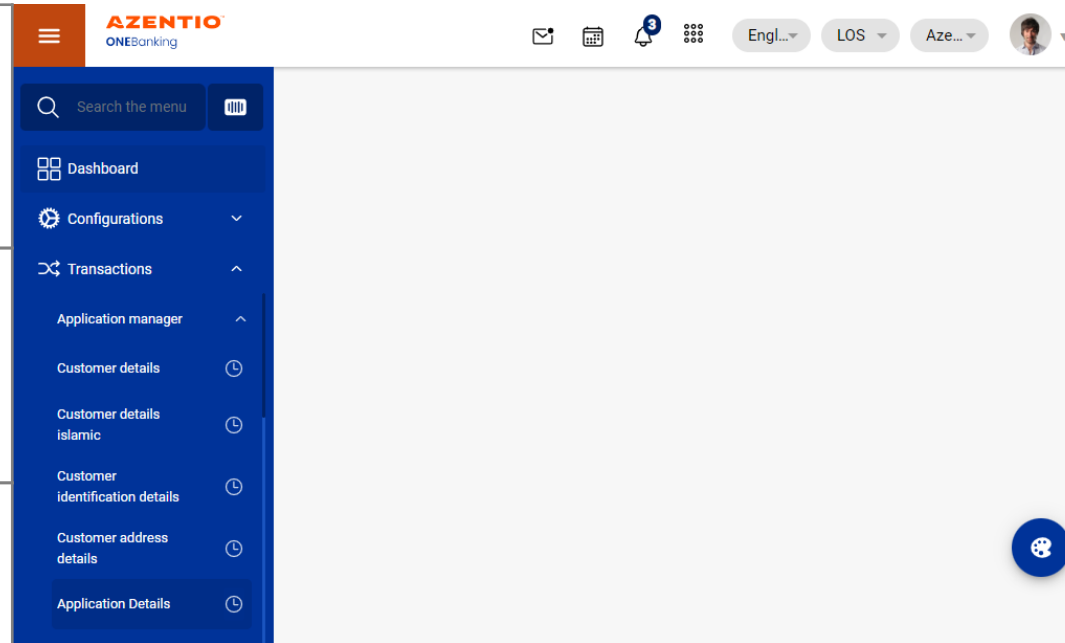 AZENTIO
ONEBanking
3
Engl...
LOS
Aze...
Search the menu
Dashboard
Configurations
Transactions
Application manager
Customer details
Customer details
islamic
Customer
identification details
Customer address
details
Application Details